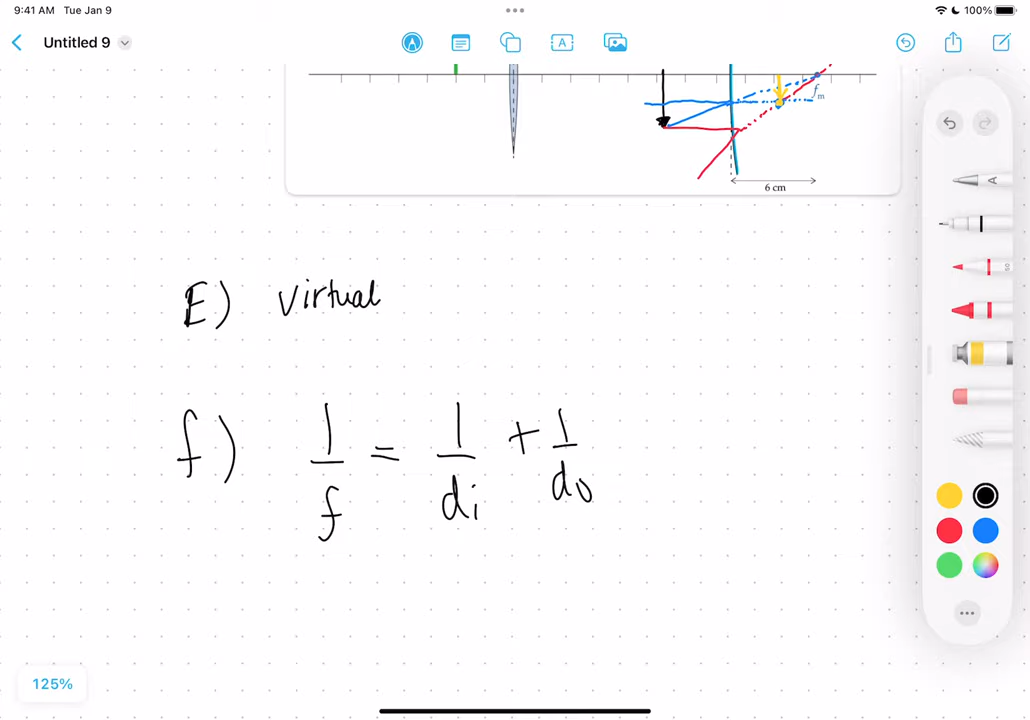 9:41 AM Tue Jan 9
100%
Untitled 9
A
fm
6 cm
E) virtual
f) 1/f = 1/di + 1/do
50
A
125%